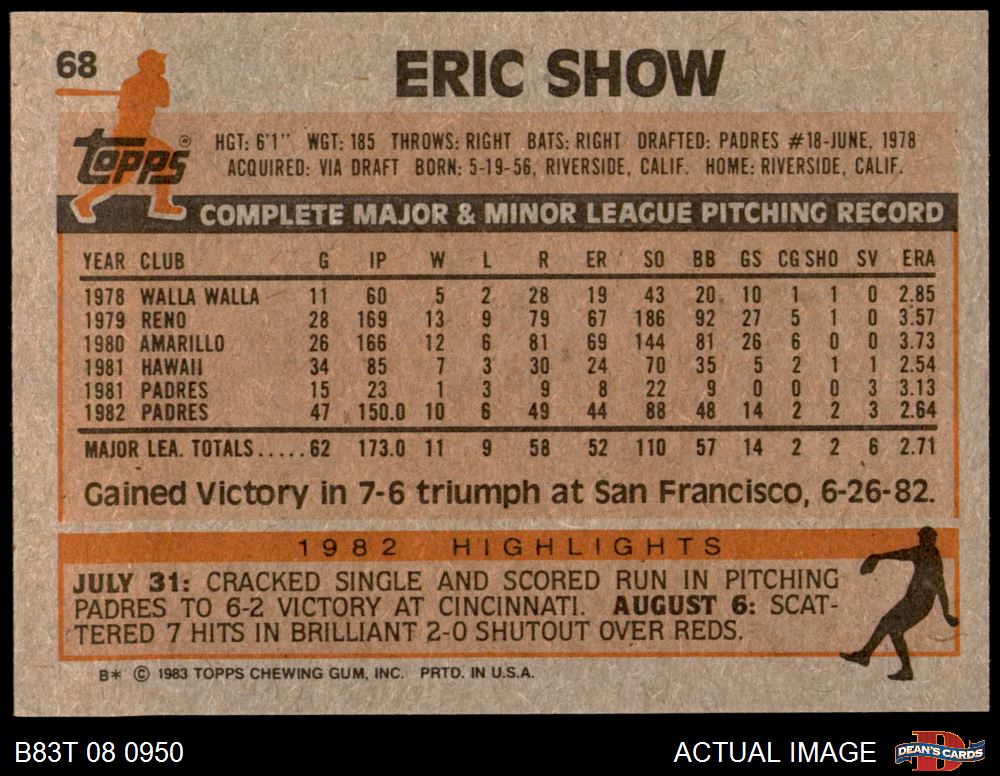 68
ERIC SHOW
Topps®
HGT: 6'1" WGT: 185 THROWS: RIGHT BATS: RIGHT DRAFTED: PADRES #18-JUNE, 1978
ACQUIRED: VIA DRAFT BORN: 5-19-56, RIVERSIDE, CALIF. HOME: RIVERSIDE, CALIF.
COMPLETE MAJOR & MINOR LEAGUE PITCHING RECORD
YEAR CLUB G IP W L R ER SO BB GS CG SHO SV ERA
1978 WALLA WALLA 11 60 5 2 28 19 43 20 10 1 1 0 2.85
1979 RENO 28 169 13 9 79 67 186 92 27 5 1 0 3.57
1980 AMARILLO 26 166 12 6 81 69 144 81 26 6 0 0 3.73
1981 HAWAII 34 85 7 3 30 24 70 35 5 2 1 1 2.54
1981 PADRES 15 23 1 3 9 8 22 9 0 0 0 3 3.13
1982 PADRES 47 150.0 10 6 49 44 88 48 14 2 2 3 2.64
MAJOR LEA. TOTALS.....62 173.0 11 9 58 52 110 57 14 2 2 6 2.71
Gained Victory in 7-6 triumph at San Francisco, 6-26-82.
1982 HIGHLIGHTS
JULY 31: CRACKED SINGLE AND SCORED RUN IN PITCHING
PADRES TO 6-2 VICTORY AT CINCINNATI. AUGUST 6: SCAT-
TERED 7 HITS IN BRILLIANT 2-0 SHUTOUT OVER REDS.
B* © 1983 TOPPS CHEWING GUM, INC. PRTD. IN U.S.A.
B83T 08 0950
ACTUAL IMAGE
D
DEAN'S CARDS